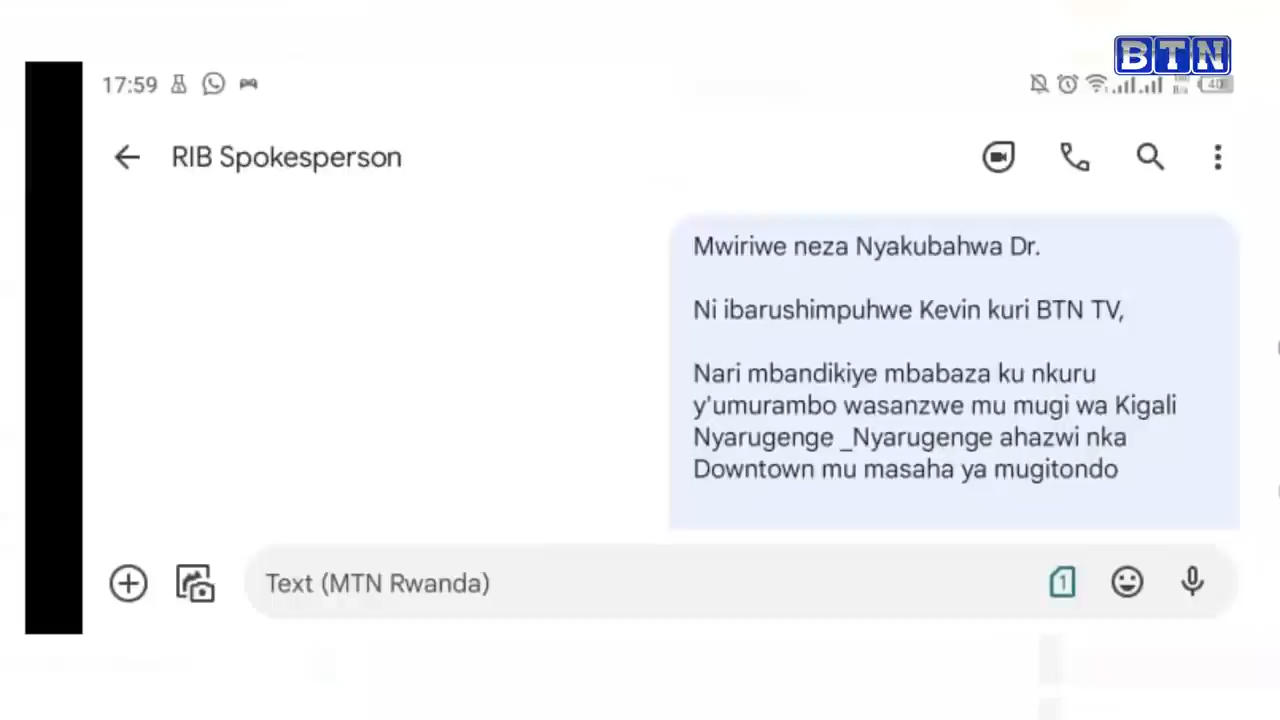 BTN
17:59
40
RIB Spokesperson
Mwiriwe neza Nyakubahwa Dr.
Ni ibarushimpuhwe Kevin kuri BTN TV,
Nari mbandikiye mbabaza ku nkuru
y'umurambo wasanzwe mu mugi wa Kigali
Nyarugenge _Nyarugenge ahazwi nka
Downtown mu masaha ya mugitondo
Text (MTN Rwanda)
1